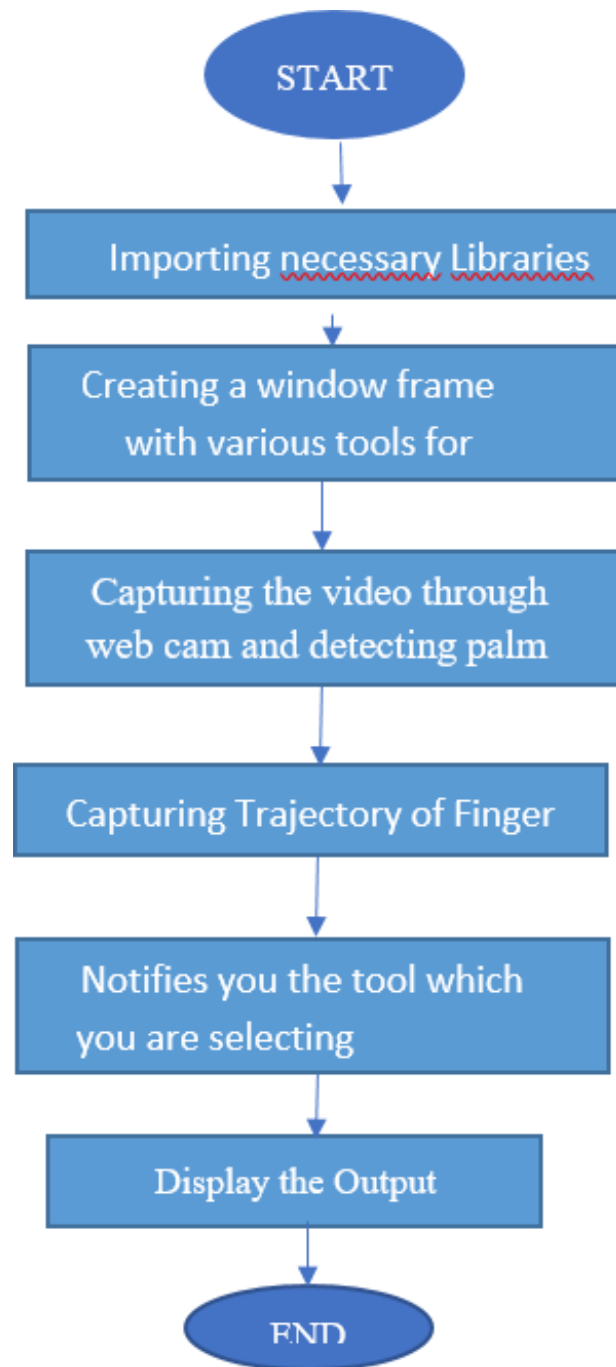 START
Importing necessary Libraries
Creating a window frame
with various tools for
Capturing the video through
web cam and detecting palm
Capturing Trajectory of Finger
Notifies you the tool which
you are selecting
Display the Output
END